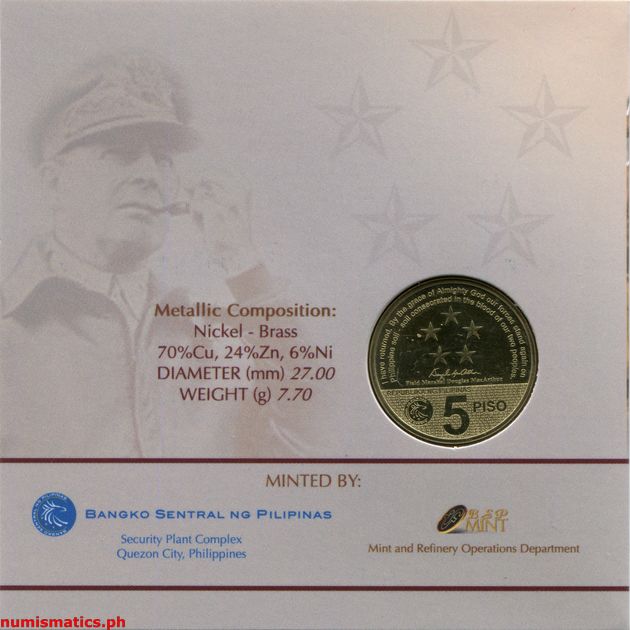 Metallic Composition:
Nickel - Brass
70%Cu, 24%Zn, 6%Ni
DIAMETER (mm) 27.00
WEIGHT (g) 7.70
I have returned. By the grace of Almighty God our forces stand again on
Philippine soil - soil consecrated in the blood of our two peoples.
Field Marshal Douglas MacArthur
REPUBLIKA NG PILIPINAS
5 PISO
MINTED BY:
BANGKO SENTRAL NG PILIPINAS
Security Plant Complex
Quezon City, Philippines
BSP
MINT
Mint and Refinery Operations Department
numismatics.ph